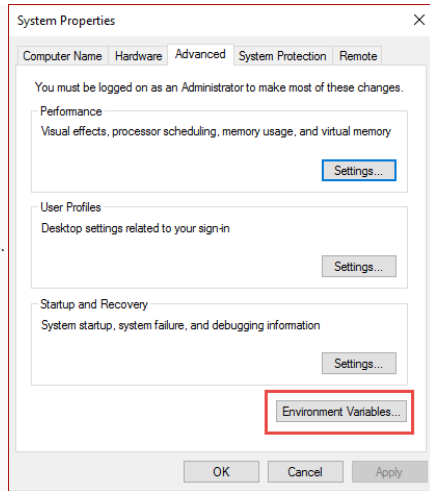 System Properties
Computer Name Hardware Advanced System Protection Remote
You must be logged on as an Administrator to make most of these changes.
Performance
Visual effects, processor scheduling, memory usage, and virtual memory
Settings...
User Profiles
Desktop settings related to your sign-in
Settings...
Startup and Recovery
System startup, system failure, and debugging information
Settings...
Environment Variables...
OK Cancel Apply